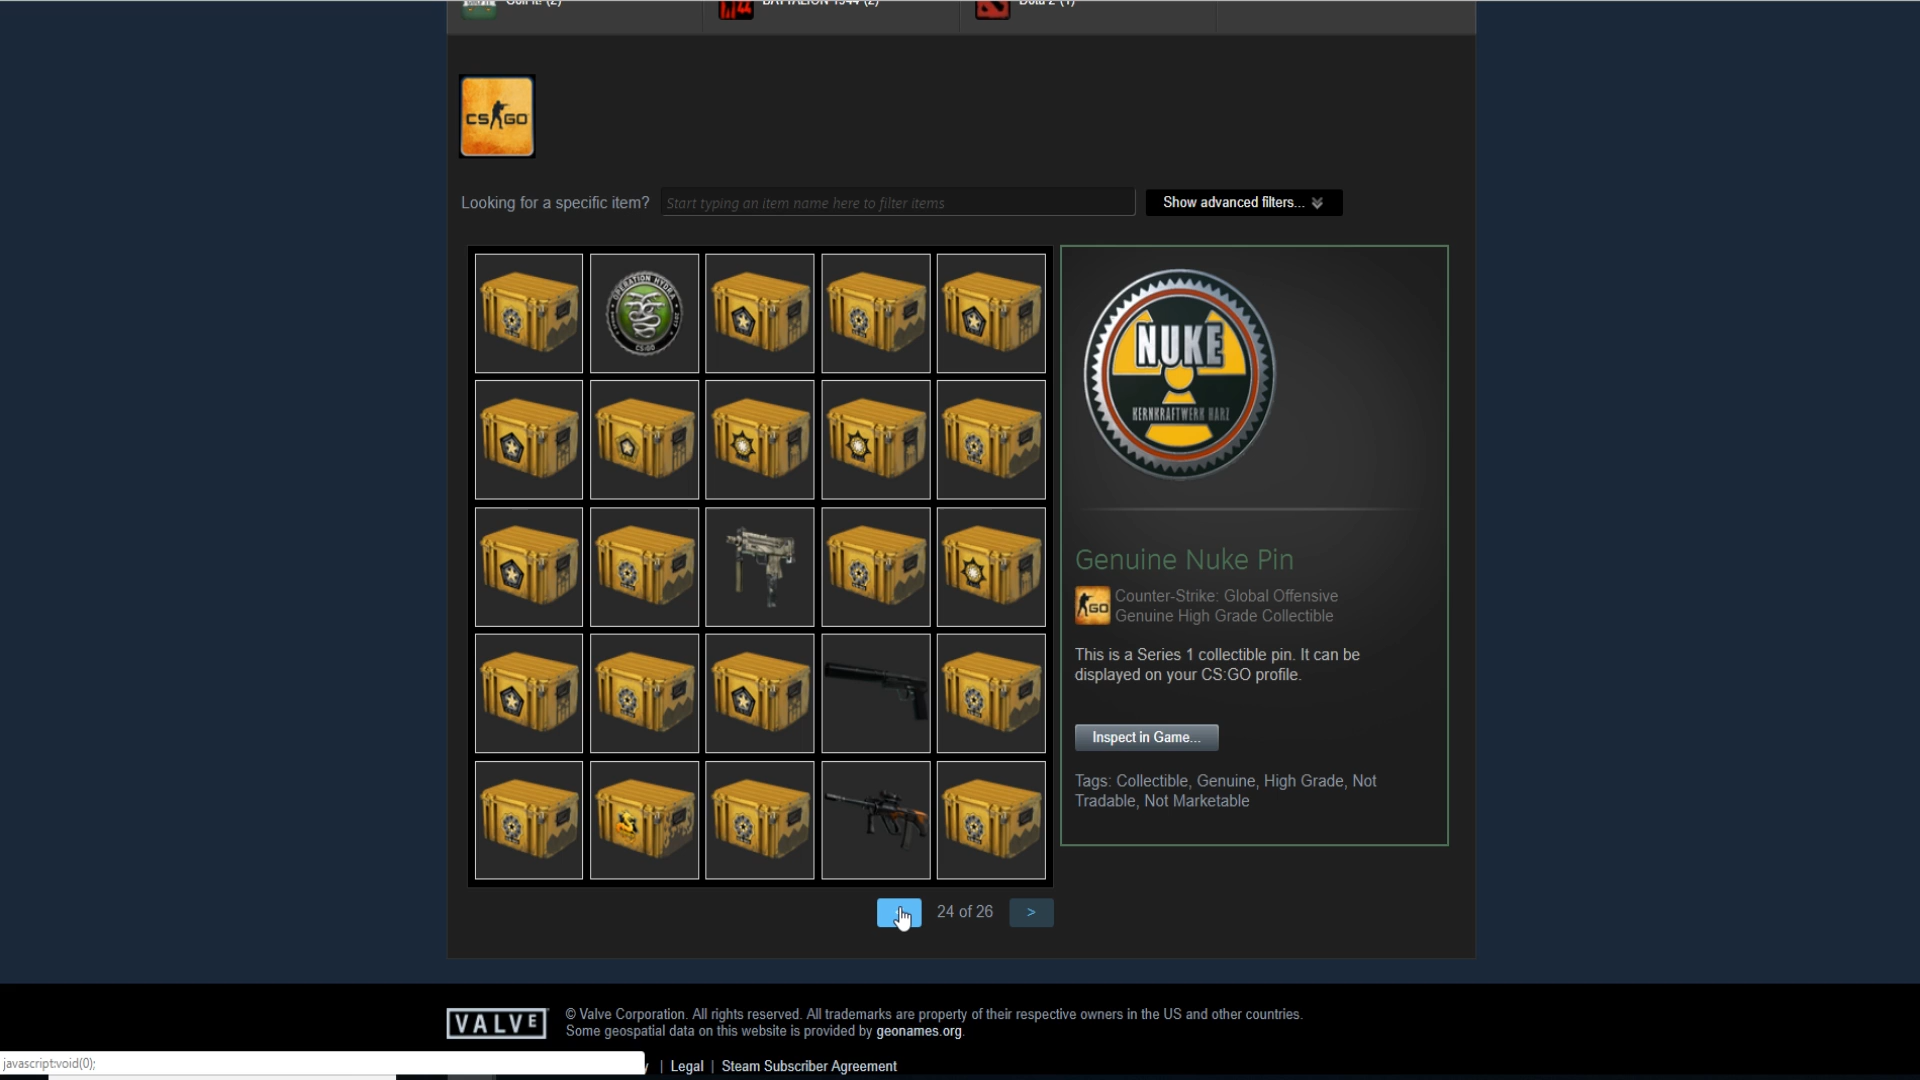 CS GO
Looking for a specific item?
Start typing an item name here to filter items
Show advanced filters...
OPERATION HYDRA
CS:GO
NUKE
KERNKRAFTWERK HARZ
Genuine Nuke Pin
GO
Counter-Strike: Global Offensive
Genuine High Grade Collectible
This is a Series 1 collectible pin. It can be
displayed on your CS:GO profile.
Inspect in Game...
Tags: Collectible, Genuine, High Grade, Not
Tradable, Not Marketable
24 of 26 >
VALVE
© Valve Corporation. All rights reserved. All trademarks are property of their respective owners in the US and other countries.
Some geospatial data on this website is provided by geonames.org.
javascript:void(0);
| Legal | Steam Subscriber Agreement